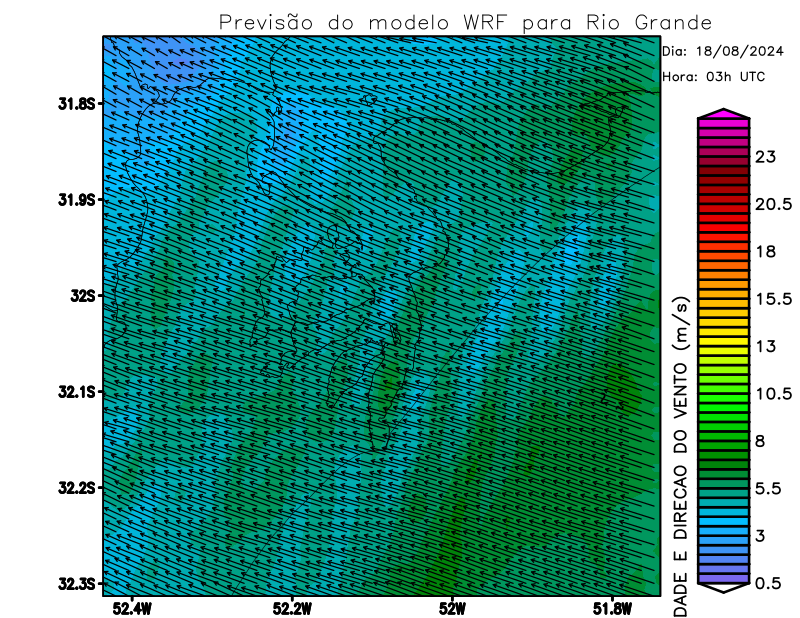 Previsão do modelo WRF para Rio Grande
Dia: 18/08/2024
Hora: 03h UTC
31.8S
31.9S
32S
32.1S
32.2S
32.3S
52.4W
52.2W
52W
51.8W
DADE E DIRECAO DO VENTO (m/s)
23
20.5
18
15.5
13
10.5
8
5.5
3
0.5